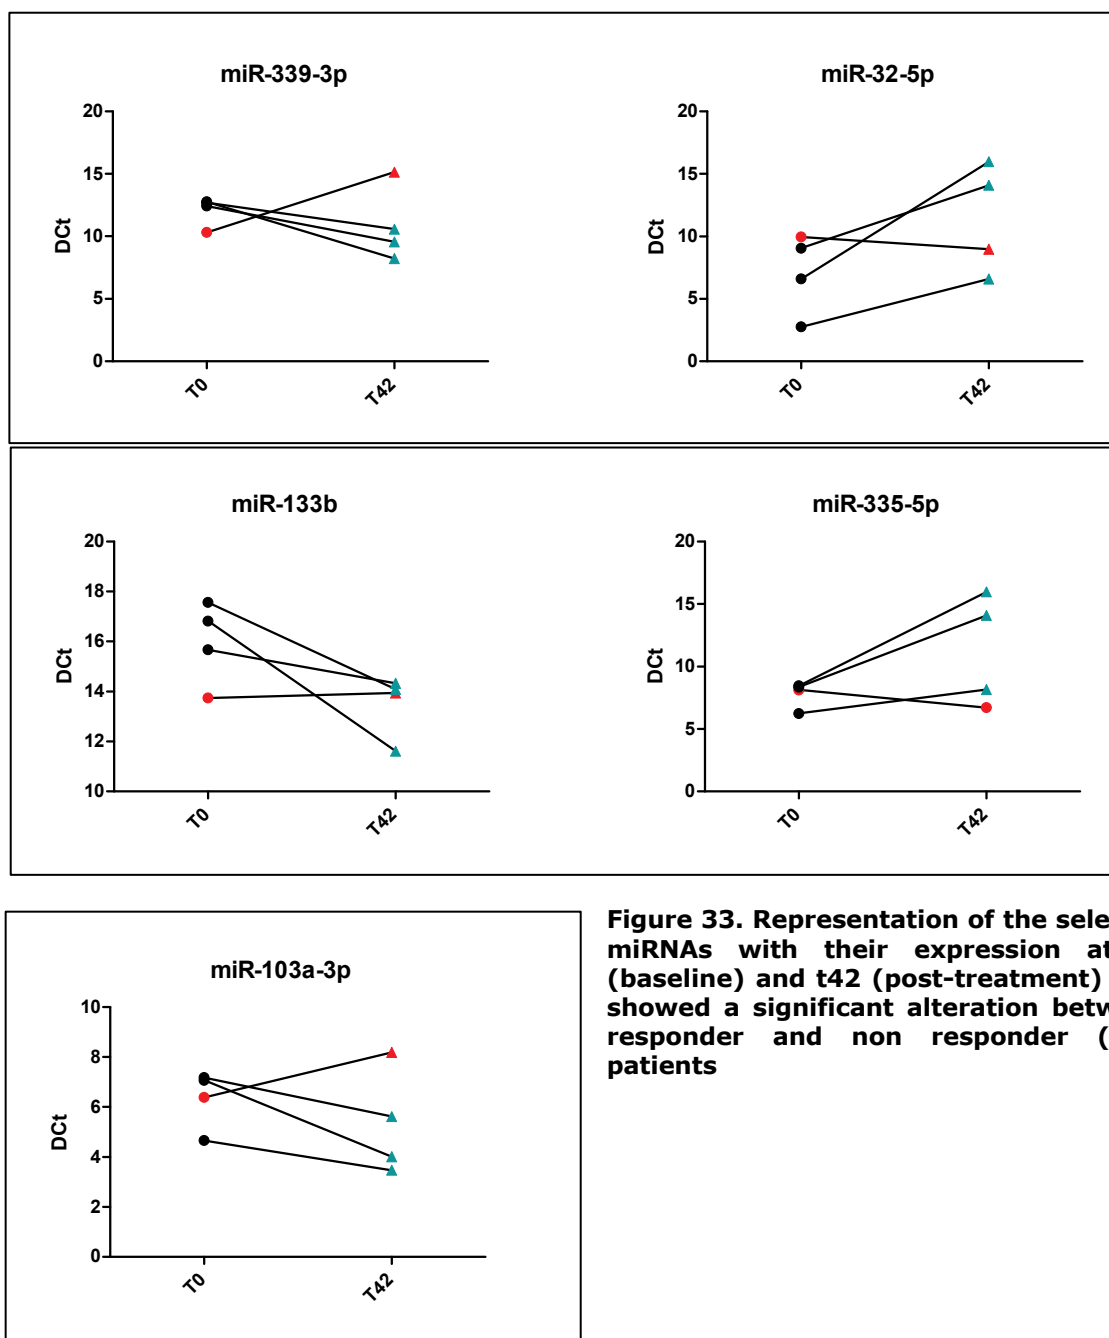 miR-339-3p
20
15
10
5
0
DCt
T0
T42
miR-32-5p
20
15
10
5
0
DCt
T0
T42
miR-133b
20
18
16
14
12
10
DCt
T0
T42
miR-335-5p
20
15
10
5
0
DCt
T0
T42
miR-103a-3p
10
8
6
4
2
0
DCt
T0
T42
Figure 33. Representation of the
miRNAs with their expression
(baseline) and t42 (post-treatment)
showed a significant alteration
responder and non responder
patients